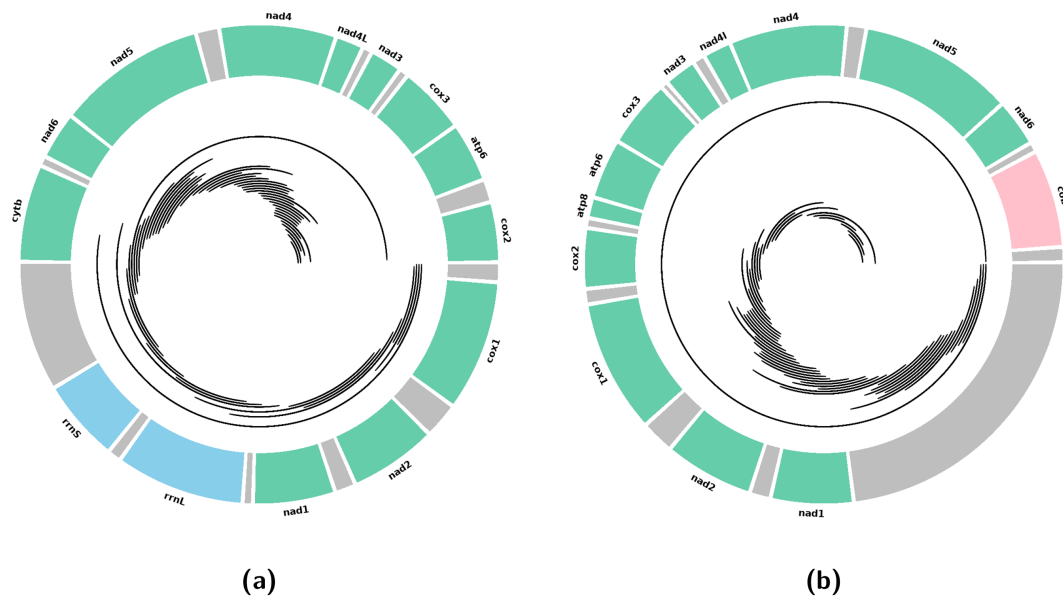 nad4
nad4L
nad3
cox3
atp6
cox2
cox1
nad2
nad1
rrnL
rrnS
cytb
nad6
nad5
(a)
nad4
nad5
nad6
nad1
nad2
cox1
cox2
atp8
atp6
cox3
nad3
nad4l
(b)